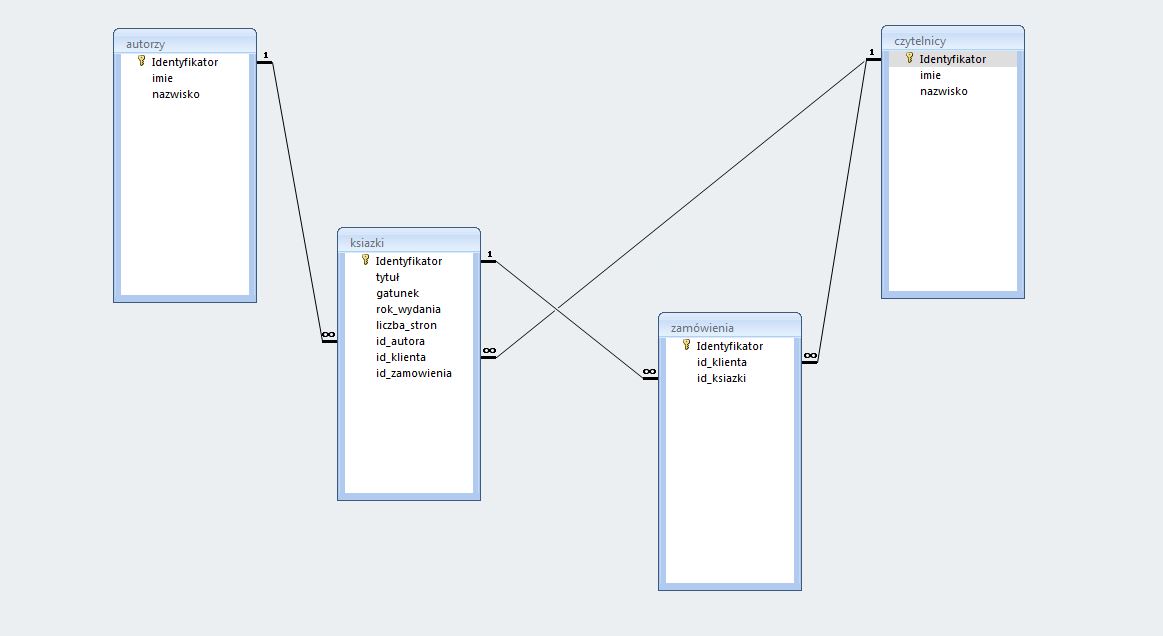 autorzy
Identyfikator
imie
nazwisko
1
∞
ksiazki
Identyfikator
tytuł
gatunek
rok_wydania
liczba_stron
id_autora
id_klienta
id_zamowienia
1
∞
∞
zamówienia
Identyfikator
id_klienta
id_ksiazki
∞
1
czytelnicy
Identyfikator
imie
nazwisko